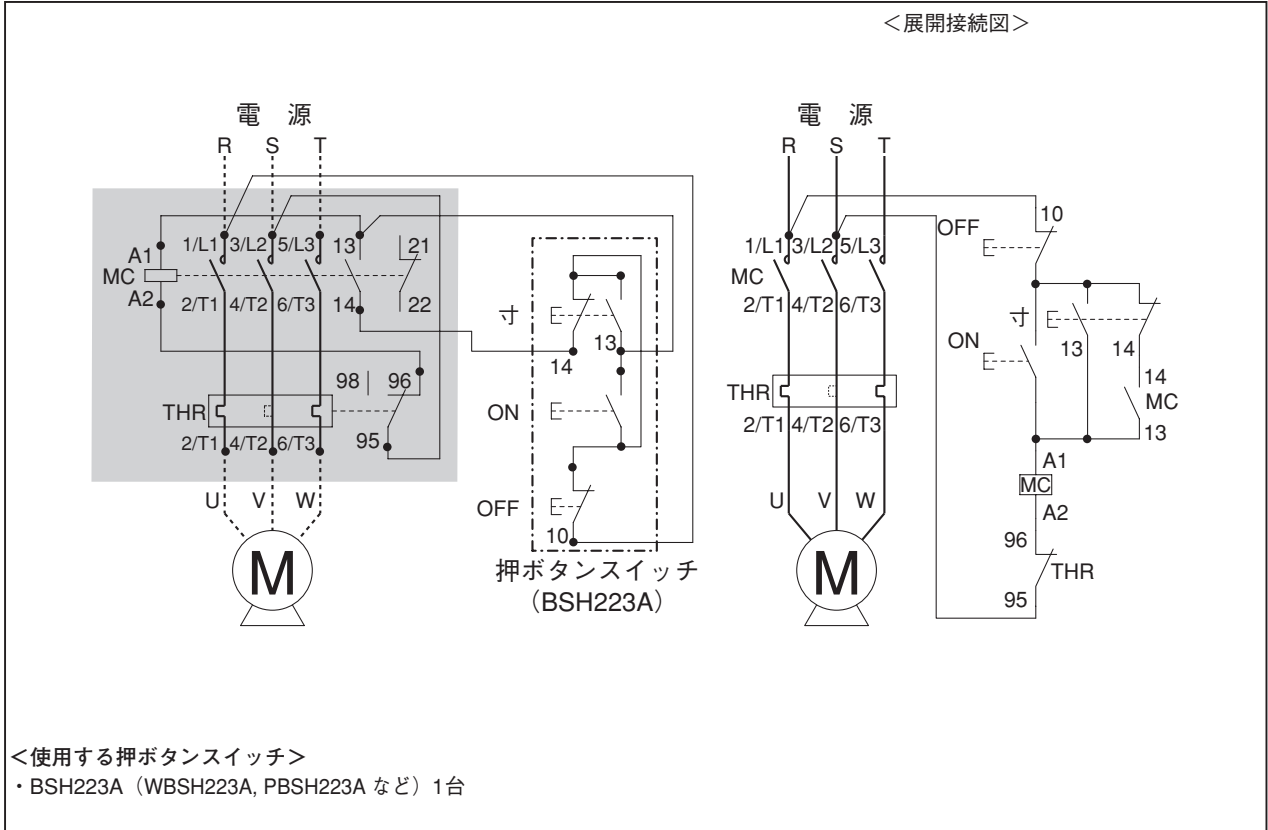 ＜展開接続図＞
電 源
R S T
A1
MC
A2
1/L1 3/L2 5/L3 13 21
2/T1 4/T2 6/T3 14 22
98 96
THR
95
2/T1 4/T2 6/T3
U V W
M
寸
14 13
ON
OFF
10
押ボタンスイッチ
（BSH223A）
電 源
R S T
1/L1 3/L2 5/L3
MC
2/T1 4/T2 6/T3
THR
2/T1 4/T2 6/T3
U V W
M
10
OFF
寸
13 14
ON
14
MC
13
A1
MC
A2
96
THR
95
＜使用する押ボタンスイッチ＞
・BSH223A（WBSH223A, PBSH223A など）1台